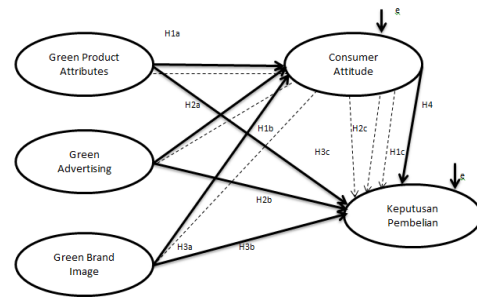 e
H1a
Green Product
Attributes
Consumer
Attitude
H2a
H4
H2c
H1b
H3c
H1c
Green
Advertising
e
H2b
Keputusan
Pembelian
H3a
H3b
Green Brand
Image